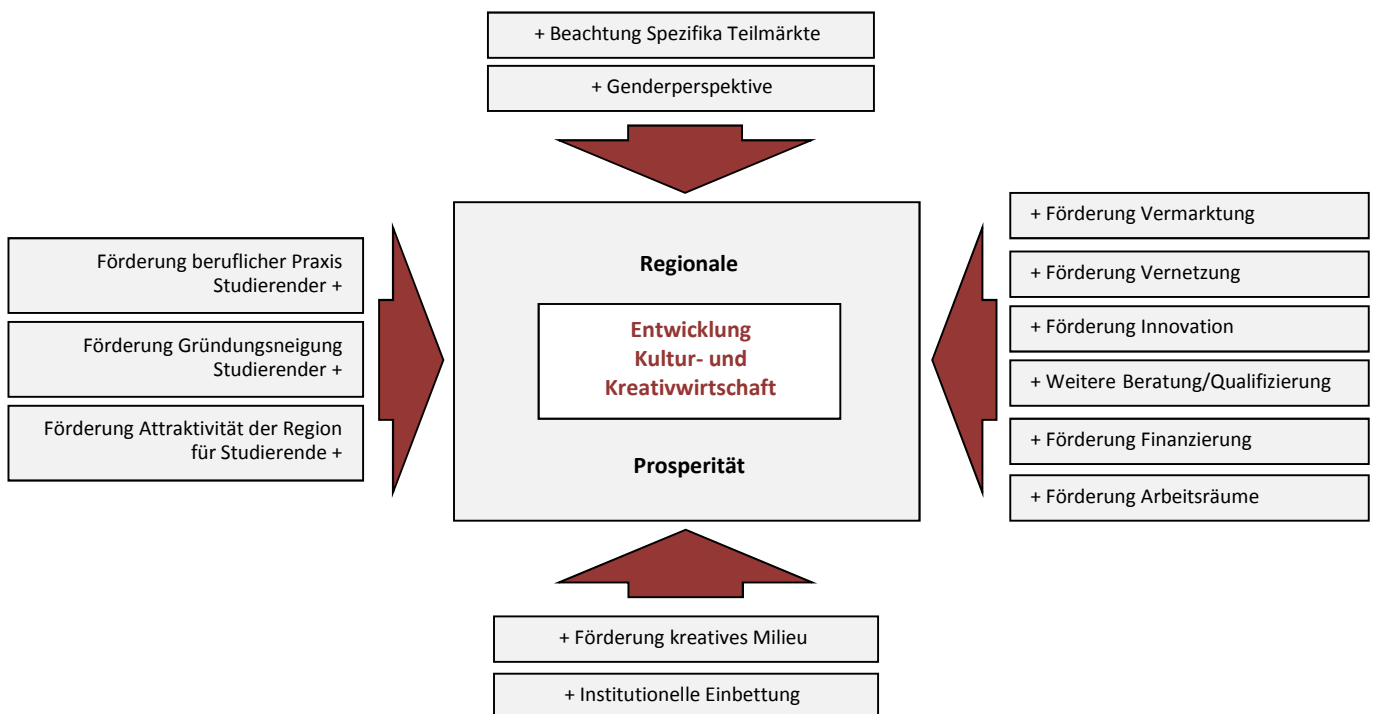 + Beachtung Spezifika Teilmärkte
+ Genderperspektive
Förderung beruflicher Praxis
Studierender +
Förderung Gründungsneigung
Studierender +
Förderung Attraktivität der Region
für Studierende +
Regionale
Entwicklung
Kultur- und
Kreativwirtschaft
Prosperität
+ Förderung Vermarktung
+ Förderung Vernetzung
+ Förderung Innovation
+ Weitere Beratung/Qualifizierung
+ Förderung Finanzierung
+ Förderung Arbeitsräume
+ Förderung kreatives Milieu
+ Institutionelle Einbettung